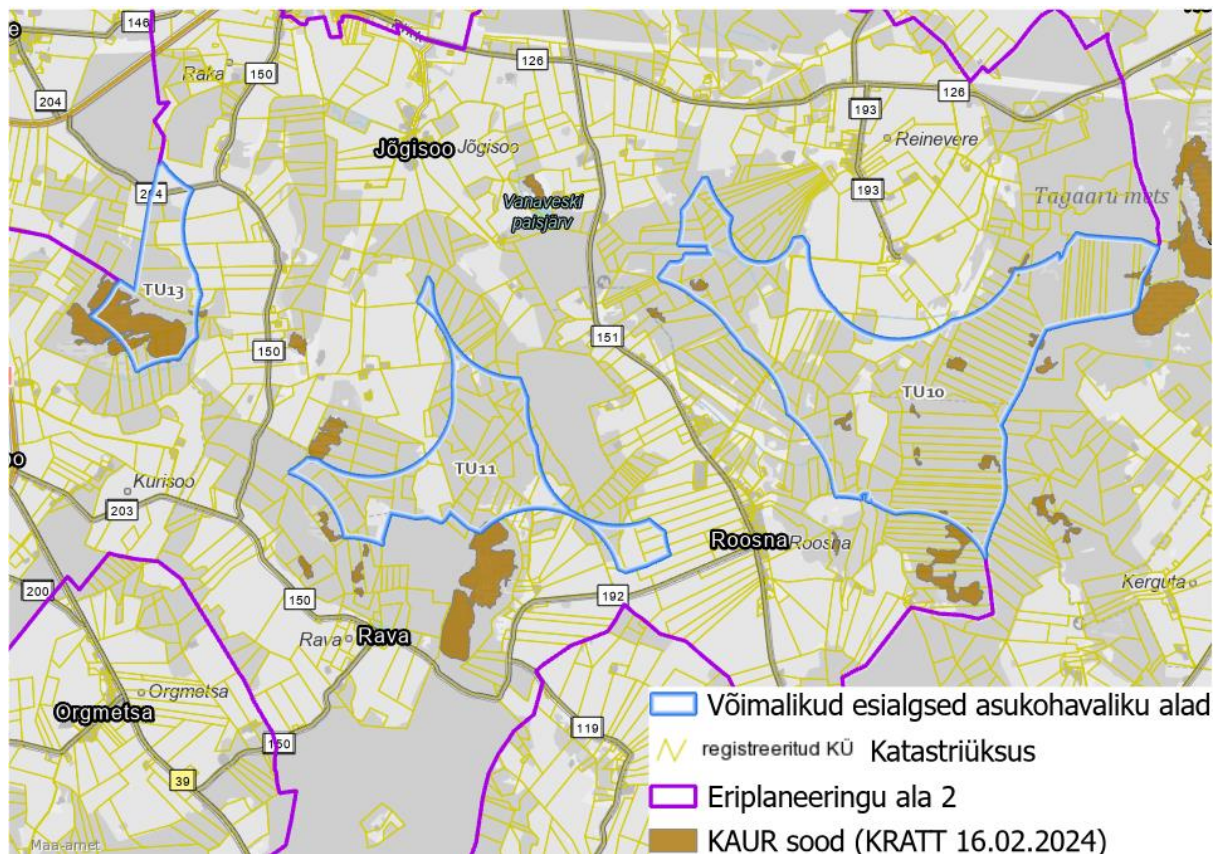 146
126
204
150
Raka
193
126
Reinevere
Jõgisoo Jõgisoo
193
204
Vanaveski
paisjärv
Tagaaru mets
TU13
150
151
TU10
TU11
Kurisoo
203
Roosna Roosna
200
150
192
Kerguta
Rava Rava
Orgmetsa
Orgmetsa
150
119
39
Võimalikud esialgsed asukohavaliku alad
registreeritud KÜ Katastriüksus
Eriplaneeringu ala 2
KAUR sood (KRATT 16.02.2024)
Maa-amet